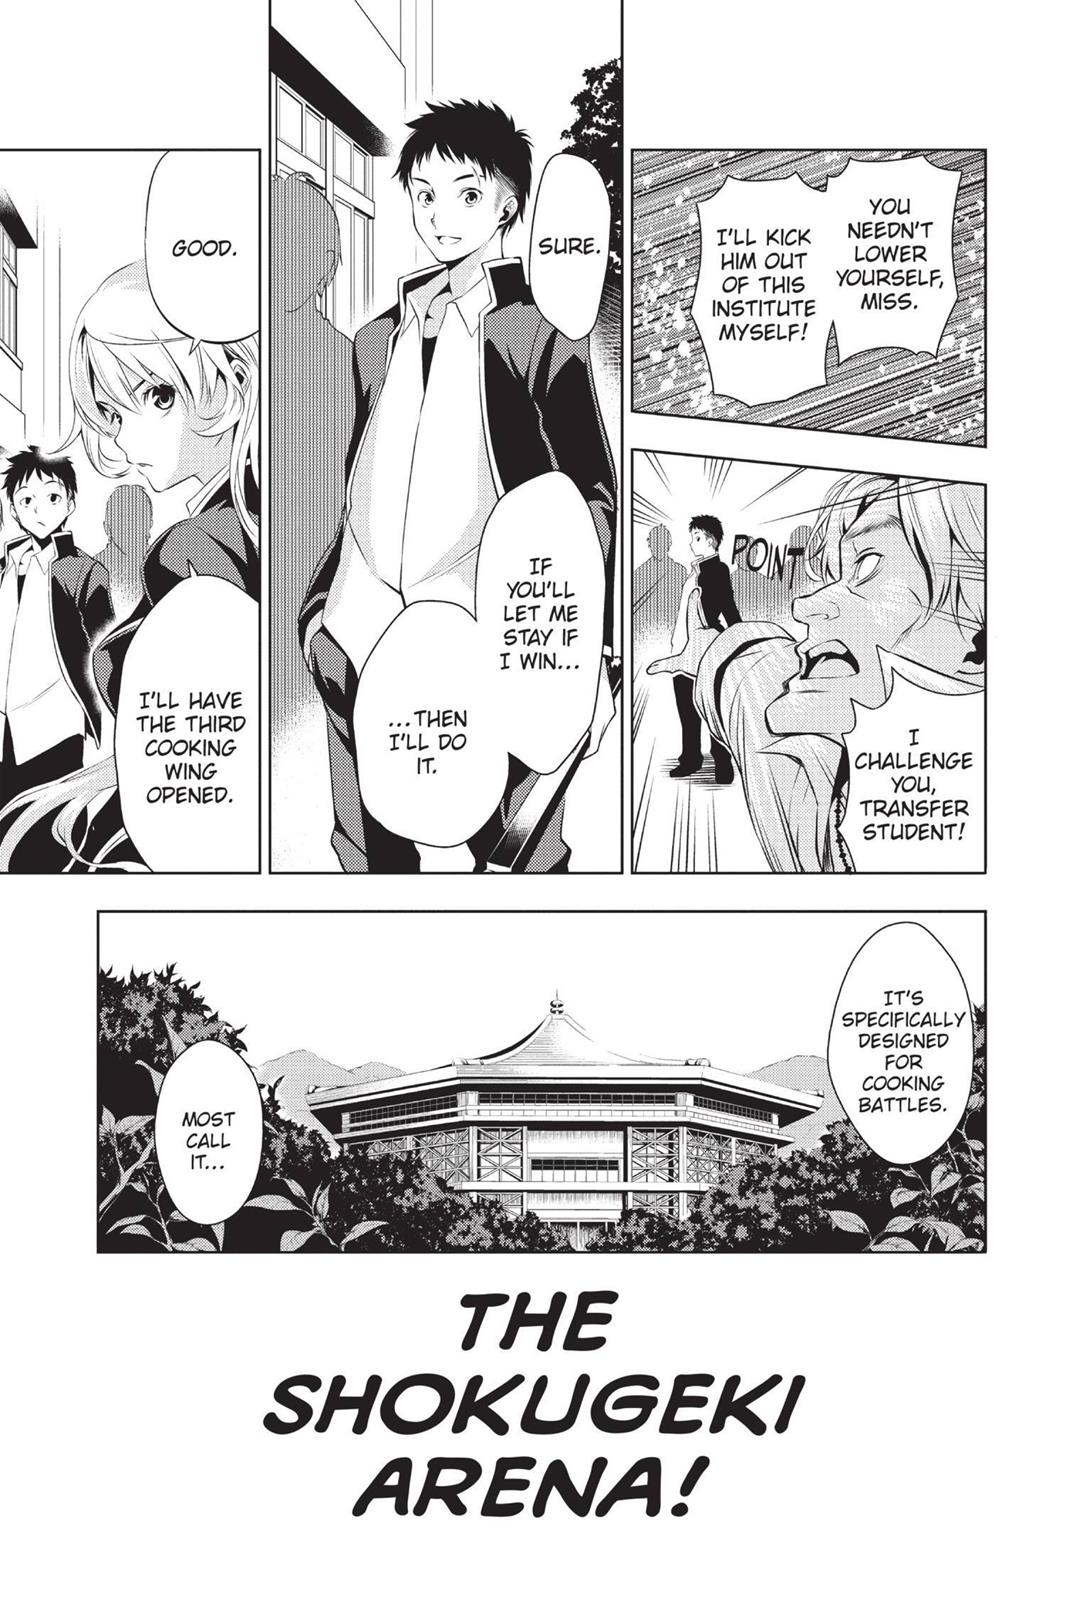 YOU
NEEDN'T
LOWER
YOURSELF,
MISS.
I'LL KICK
HIM OUT
OF THIS
INSTITUTE
MYSELF!
POINT
I
CHALLENGE
YOU,
TRANSFER
STUDENT!
SURE.
IF
YOU'LL
LET ME
STAY IF
I WIN...
...THEN
I'LL DO
IT.
GOOD.
I'LL HAVE
THE THIRD
COOKING
WING
OPENED.
IT'S
SPECIFICALLY
DESIGNED
FOR
COOKING
BATTLES.
MOST
CALL
IT...
THE
SHOKUGEKI
ARENA!